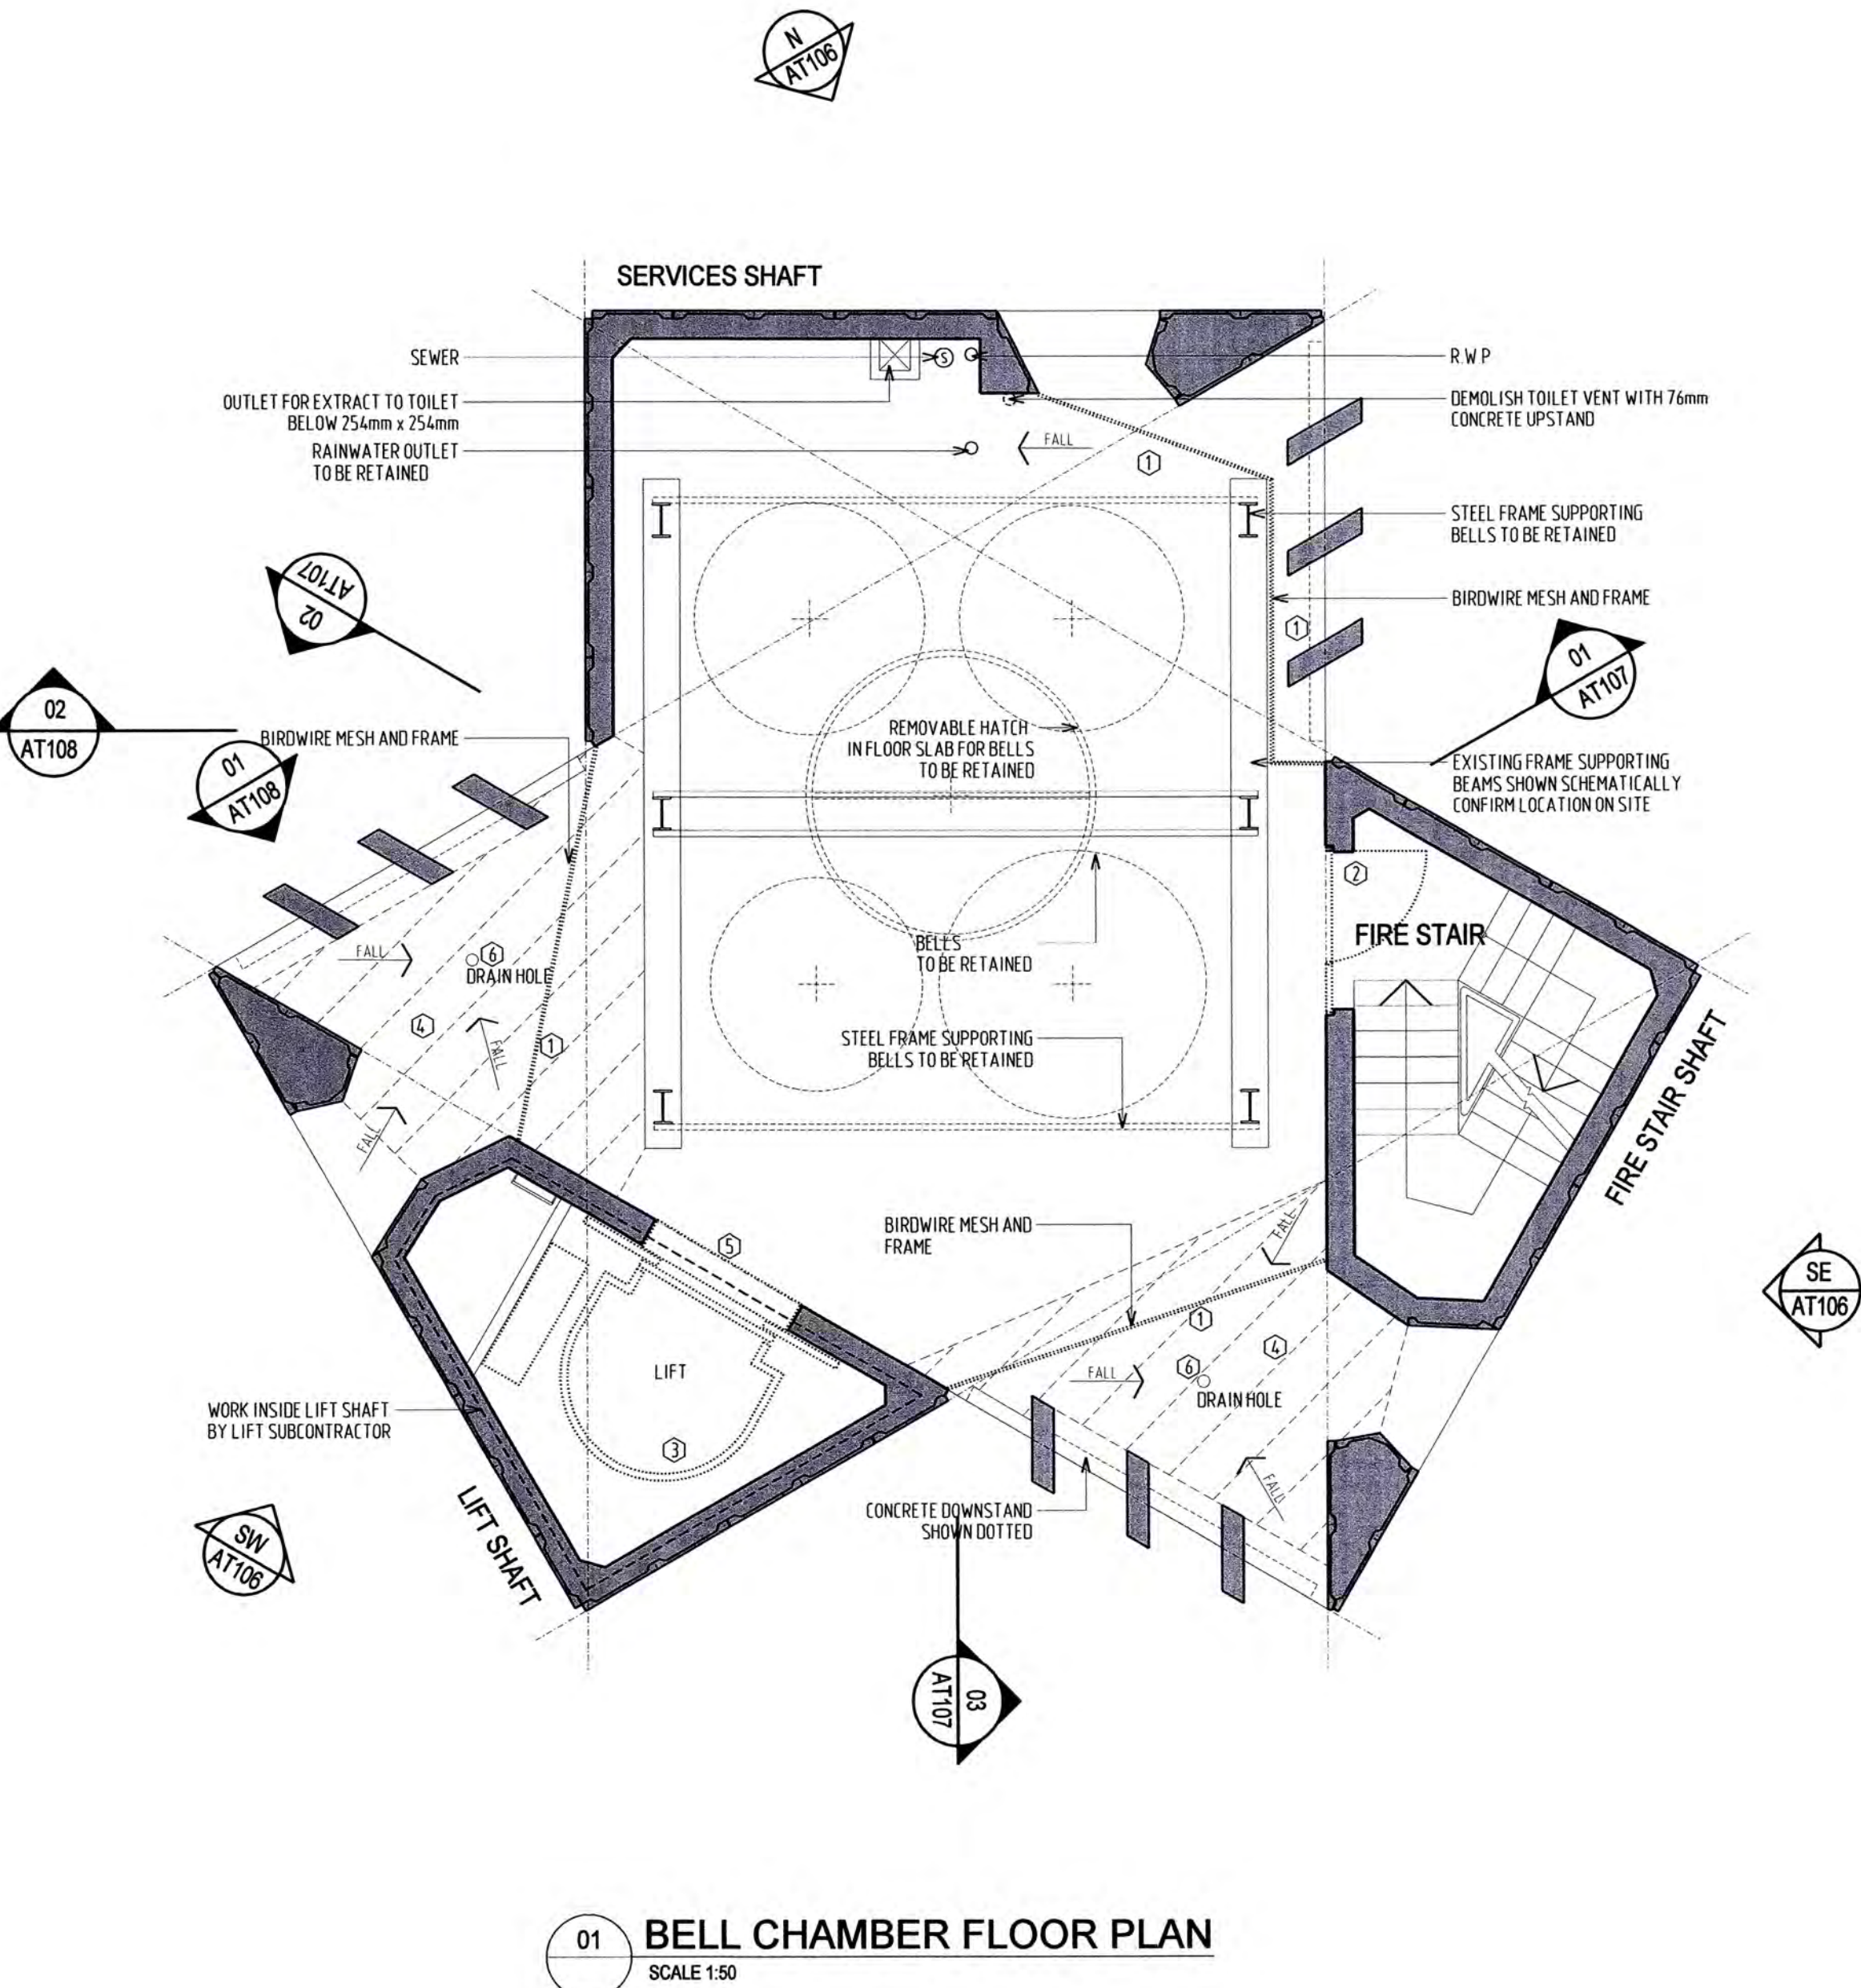 N
AT106
SERVICES SHAFT
SEWER
S
R.W.P
OUTLET FOR EXTRACT TO TOILET
BELOW 254mm x 254mm
DEMOLISH TOILET VENT WITH 76mm
CONCRETE UPSTAND
RAINWATER OUTLET
TO BE RETAINED
FALL
1
STEEL FRAME SUPPORTING
BELLS TO BE RETAINED
BIRDWIRE MESH AND FRAME
1
02
AT107
01
AT107
02
AT108
01
AT108
BIRDWIRE MESH AND FRAME
REMOVABLE HATCH
IN FLOOR SLAB FOR BELLS
TO BE RETAINED
EXISTING FRAME SUPPORTING
BEAMS SHOWN SCHEMATICALLY
CONFIRM LOCATION ON SITE
2
FIRE STAIR
BELLS
TO BE RETAINED
FALL
6
DRAIN HOLE
4
FALL
1
FALL
STEEL FRAME SUPPORTING
BELLS TO BE RETAINED
FIRE STAIR SHAFT
BIRDWIRE MESH AND
FRAME
FALL
5
SE
AT106
1
4
6
FALL
DRAIN HOLE
LIFT
3
WORK INSIDE LIFT SHAFT
BY LIFT SUBCONTRACTOR
FALL
CONCRETE DOWNSTAND
SHOWN DOTTED
LIFT SHAFT
SW
AT106
03
AT107
01
BELL CHAMBER FLOOR PLAN
SCALE 1:50